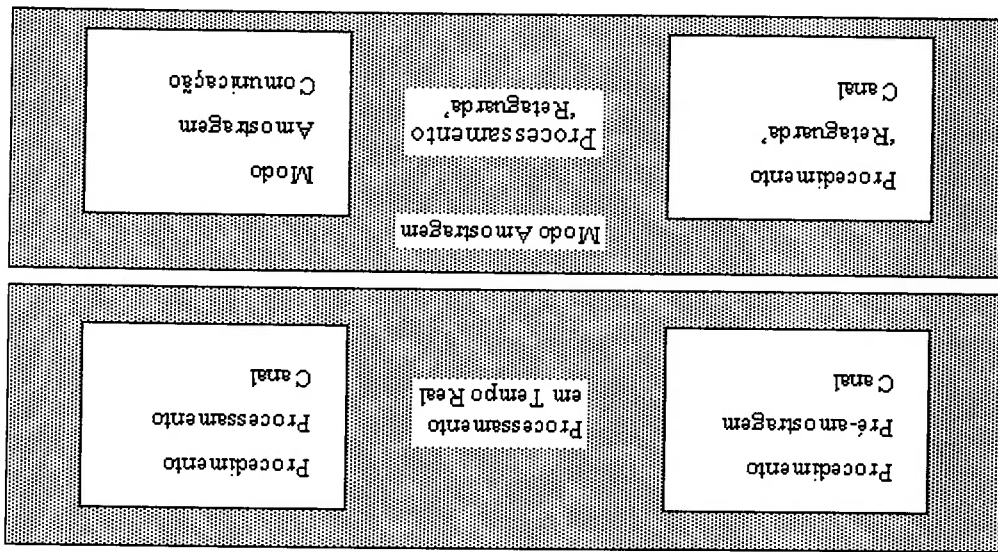 Procedimento
Pré-amostragem
Canal
Processamento
em Tempo Real
Procedimento
Processamento
Canal
Modo Amostragem
Procedimento
'Retaguarda'
Canal
Processamento
'Retaguarda'
Modo
Amostragem
Comunicação